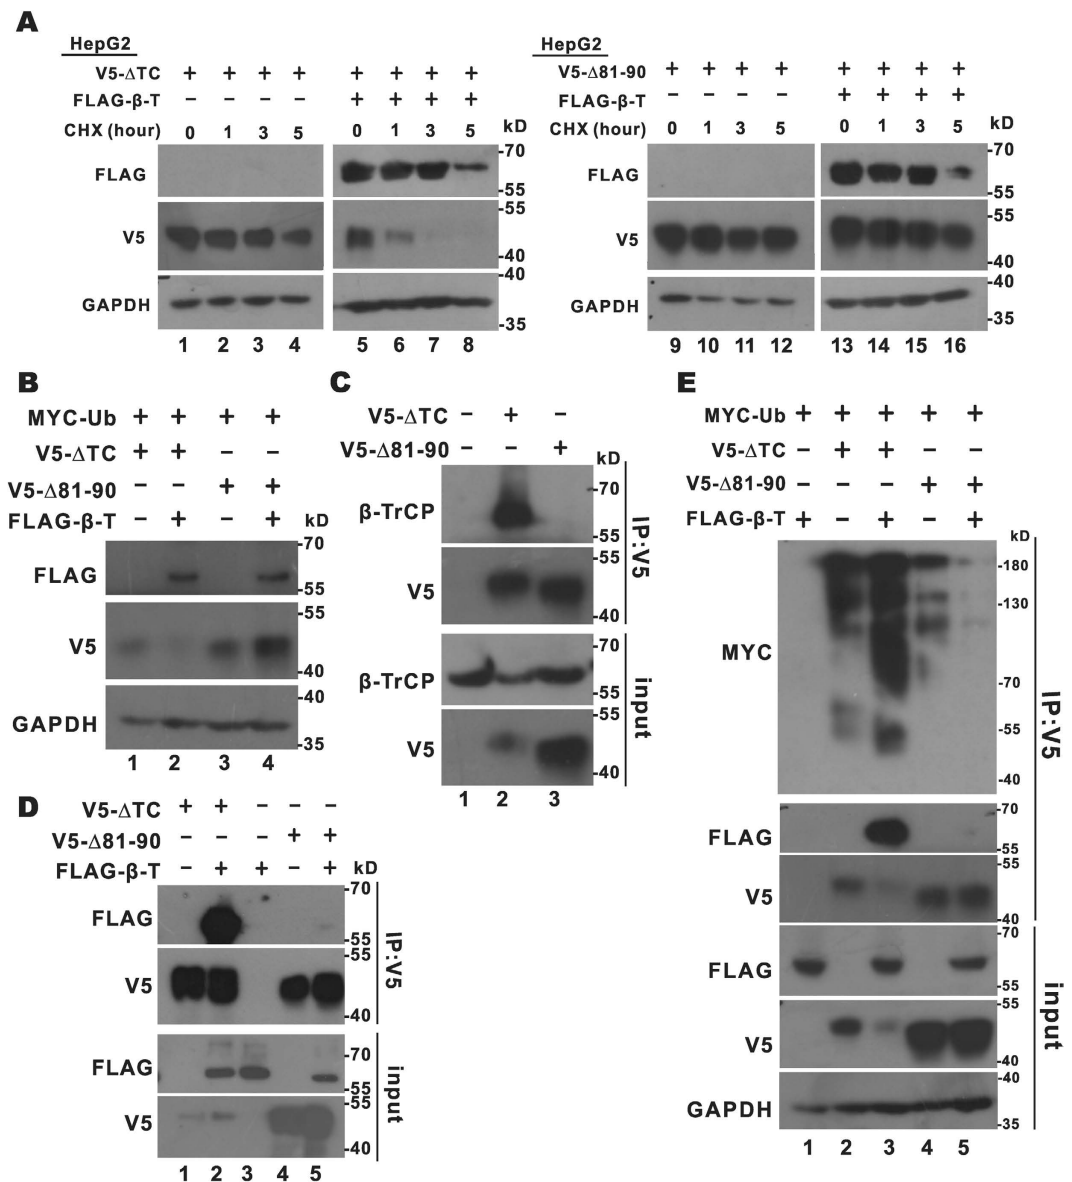 A
HepG2
V5-ΔTC + + + + + + + +
FLAG-β-T − − − − + + + +
CHX (hour) 0 1 3 5 0 1 3 5 kD
FLAG -70 -55
V5 -55 -40
GAPDH -40 -35
1 2 3 4 5 6 7 8
HepG2
V5-Δ81-90 + + + + + + + +
FLAG-β-T − − − − + + + +
CHX (hour) 0 1 3 5 0 1 3 5 kD
FLAG -70 -55
V5 -55 -40
GAPDH -40 -35
9 10 11 12 13 14 15 16
B
MYC-Ub + + + +
V5-ΔTC + + − −
V5-Δ81-90 − − + +
FLAG-β-T − + − + kD
FLAG -70 -55
V5 -55 -40
GAPDH -40 -35
1 2 3 4
C
V5-ΔTC − + −
V5-Δ81-90 − − +
kD
β-TrCP -70 -55
V5 -55 -40
IP:V5
β-TrCP -70 -55
V5 -55 -40
input
1 2 3
D
V5-ΔTC + + − − −
V5-Δ81-90 − − − + +
FLAG-β-T − + + − + kD
FLAG -70 -55
V5 -55 -40
IP:V5
FLAG -70 -55
V5 -55 -40
input
1 2 3 4 5
E
MYC-Ub + + + + +
V5-ΔTC − + + − −
V5-Δ81-90 − − − + +
FLAG-β-T + − + − +
kD
MYC -180 -130 -70 -55 -40
FLAG -70 -55
V5 -55 -40
IP:V5
FLAG -70 -55
V5 -55 -40
GAPDH -40 -35
input
1 2 3 4 5